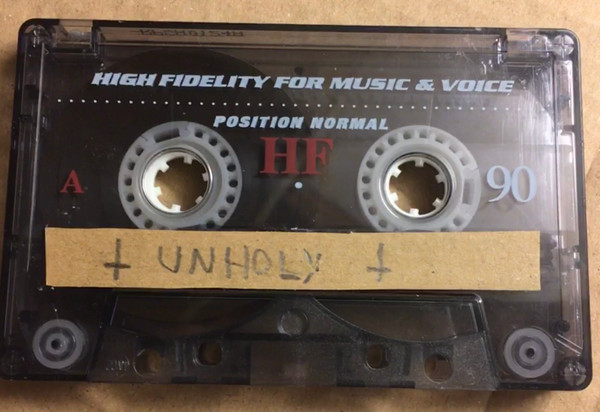 HIGH FIDELITY FOR MUSIC & VOICE
POSITION NORMAL
A HF 90
† UNHOLY †